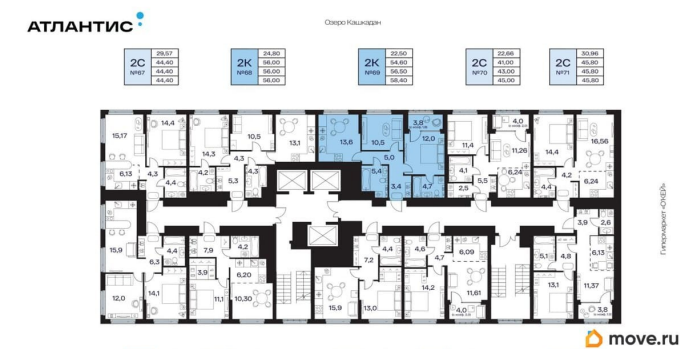 АТЛАНТИС
Озеро Кашкадан
2С
№67
29,57
44,60
44,40
44,40
2К
№68
24,80
56,00
56,00
56,00
2К
№69
22,50
54,60
56,50
58,40
2С
№70
22,66
41,00
43,00
45,00
2С
№71
30,96
45,80
45,80
45,80
15,17 14,4 14,3 10,5 13,1 13,6 10,5 3,8 12,0 11,4 4,0 11,26 14,4 16,56
6,13 4,3 4,4 4,2 4,3 5,3 4,3 5,0 5,4 3,4 4,7 4,1 2,5 5,5 6,24 4,4 4,2 6,24
15,9 6,3 4,4 7,9 4,2 3,9 6,20 7,2 4,4 4,6 4,7 6,09 5,1 4,8 3,9 2,6 6,13
12,0 14,1 11,1 10,30 15,9 13,0 14,2 4,0 11,61 13,1 11,37 3,8
Гипермаркет «ОКЕЙ»
move.ru